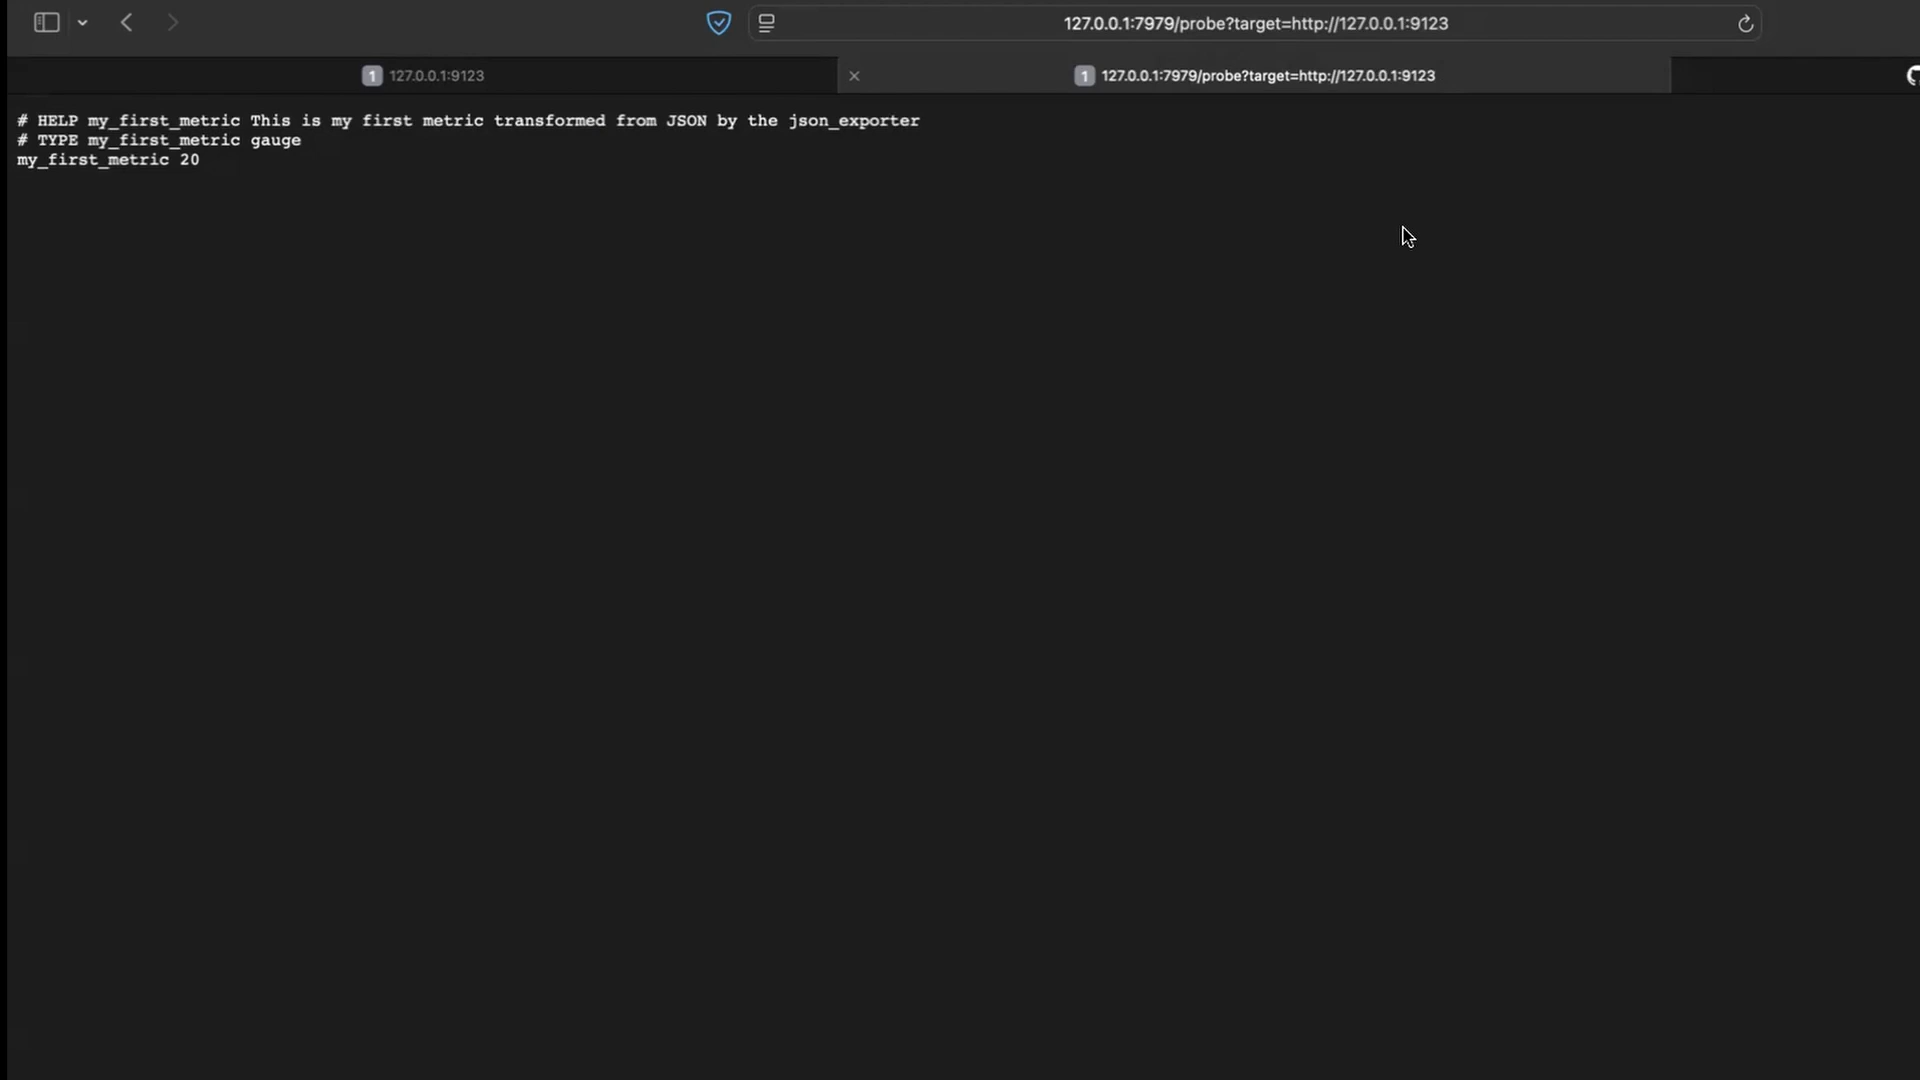 127.0.0.1:7979/probe?target=http://127.0.0.1:9123
1 127.0.0.1:9123
1 127.0.0.1:7979/probe?target=http://127.0.0.1:9123
# HELP my_first_metric This is my first metric transformed from JSON by the json_exporter
# TYPE my_first_metric gauge
my_first_metric 20